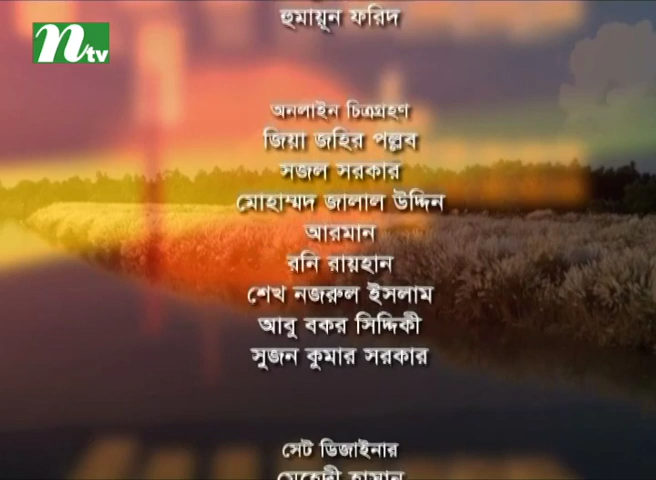 হুমায়ূন ফরিদ
ntv
অনলাইন চিত্রগ্রহণ
জিয়া জহির পল্লব
সজল সরকার
মোহাম্মদ জালাল উদ্দিন
আরমান
রনি রায়হান
শেখ নজরুল ইসলাম
আবু বকর সিদ্দিকী
সুজন কুমার সরকার
সেট ডিজাইনার
মেহেদী হাসান